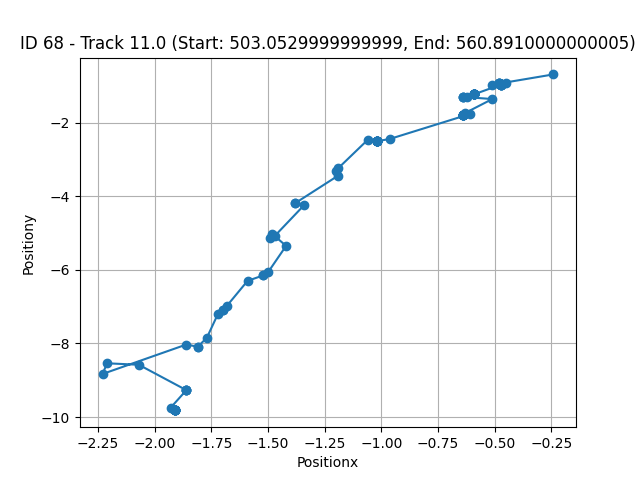 ID 68 - Track 11.0 (Start: 503.0529999999999, End: 560.8910000000005)
Positiony
−2
−4
−6
−8
−10
−2.25 −2.00 −1.75 −1.50 −1.25 −1.00 −0.75 −0.50 −0.25
Positionx